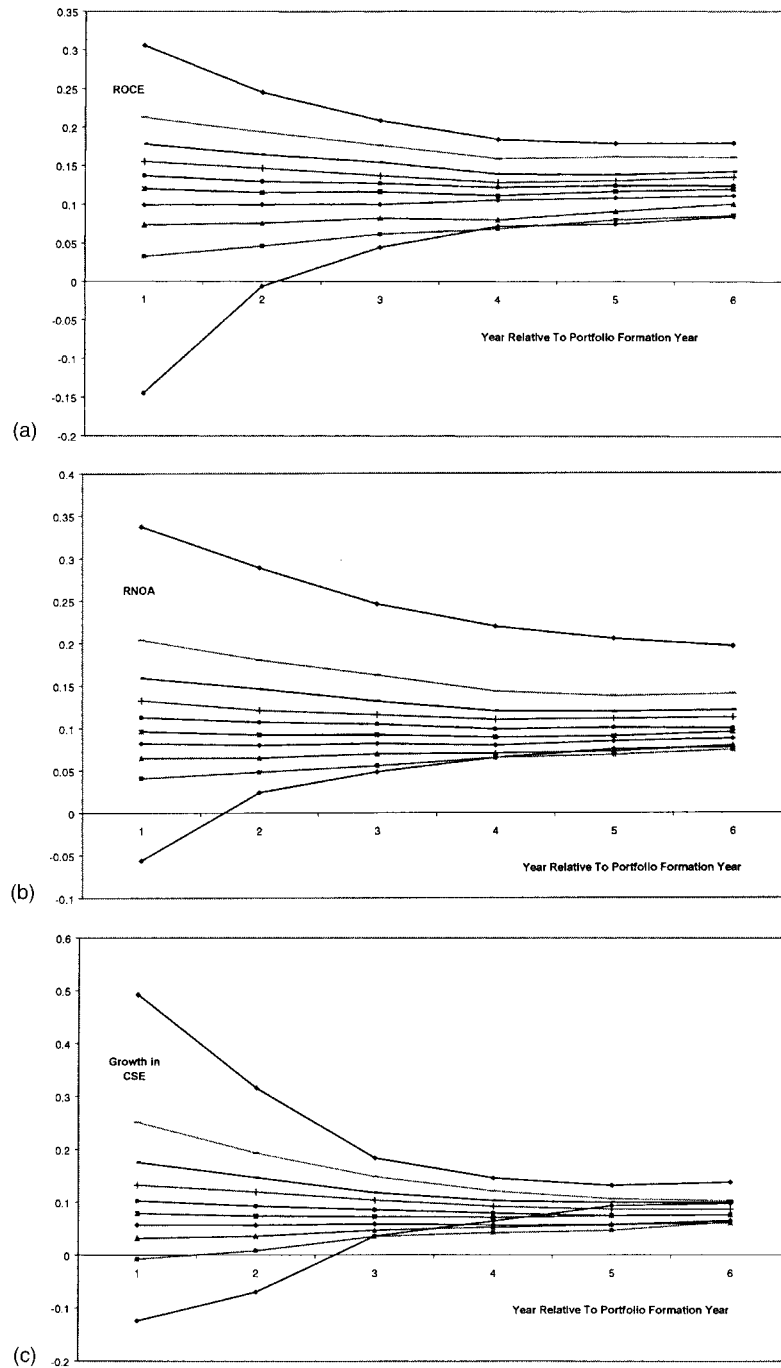 0.35
0.3
ROCE
0.25
0.2
0.15
0.1
0.05
0
1 2 3 4 5 6
-0.05
Year Relative To Portfolio Formation Year
-0.1
-0.15
(a)
-0.2
0.4
0.35
0.3
RNOA
0.25
0.2
0.15
0.1
0.05
0
1 2 3 4 5 6
-0.05
Year Relative To Portfolio Formation Year
(b)
-0.1
0.6
0.5
0.4
Growth in
CSE
0.3
0.2
0.1
0
1 2 3 4 5 6
-0.1
Year Relative To Portfolio Formation Year
(c)
-0.2